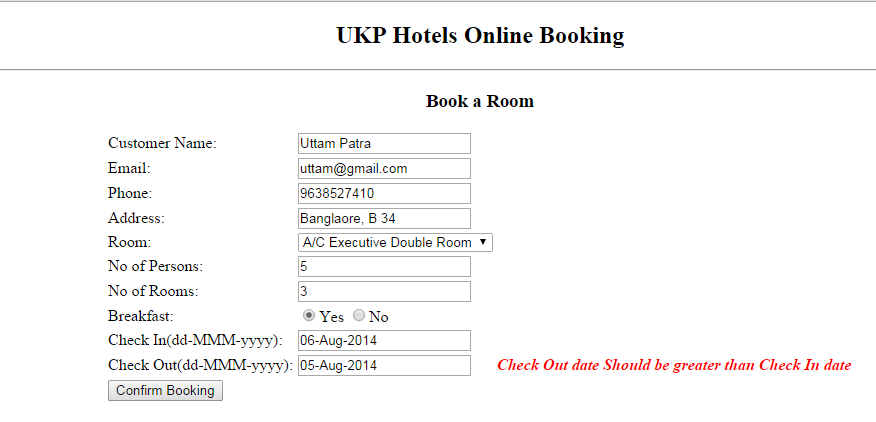 UKP Hotels Online Booking
Book a Room
Customer Name: Uttam Patra
Email: uttam@gmail.com
Phone: 9638527410
Address: Banglaore, B 34
Room: A/C Executive Double Room
No of Persons: 5
No of Rooms: 3
Breakfast: Yes No
Check In(dd-MMM-yyyy): 06-Aug-2014
Check Out(dd-MMM-yyyy): 05-Aug-2014 Check Out date Should be greater than Check In date
Confirm Booking